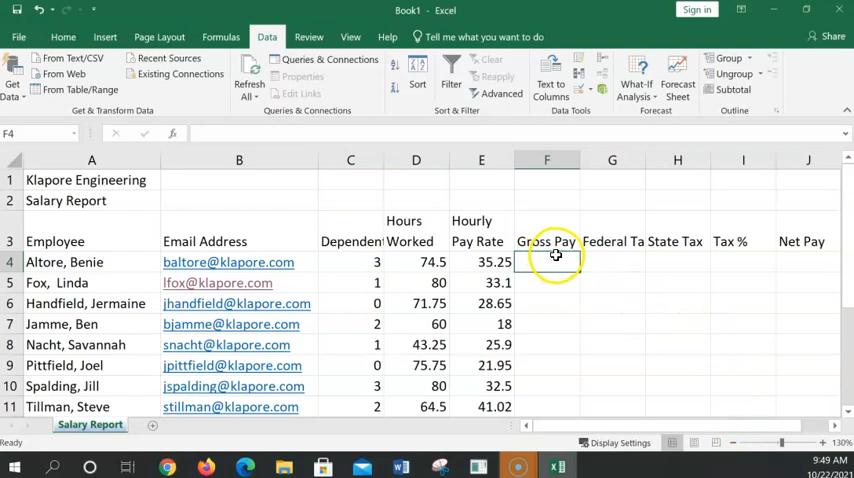 Book1 - Excel
Sign in
File Home Insert Page Layout Formulas Data Review View Help Tell me what you want to do Share
Get Data
From Text/CSV
From Web
From Table/Range
Recent Sources
Existing Connections
Get & Transform Data
Refresh All
Queries & Connections
Properties
Edit Links
Queries & Connections
Sort
Filter
Clear
Reapply
Advanced
Sort & Filter
Text to Columns
Data Tools
What-If Analysis
Forecast Sheet
Forecast
Group
Ungroup
Subtotal
Outline
F4 fx
A B C D E F G H I J
1 Klapore Engineering
2 Salary Report
3 Employee Email Address Dependent Hours Worked Hourly Pay Rate Gross Pay Federal Ta State Tax Tax % Net Pay
4 Altore, Benie baltore@klapore.com 3 74.5 35.25
5 Fox, Linda lfox@klapore.com 1 80 33.1
6 Handfield, Jermaine jhandfield@klapore.com 0 71.75 28.65
7 Jamme, Ben bjamme@klapore.com 2 60 18
8 Nacht, Savannah snacht@klapore.com 1 43.25 25.9
9 Pittfield, Joel jpittfield@klapore.com 0 75.75 21.95
10 Spalding, Jill jspalding@klapore.com 3 80 32.5
11 Tillman, Steve stillman@klapore.com 2 64.5 41.02
Salary Report
Ready Display Settings 130%
9:49 AM
10/22/2021